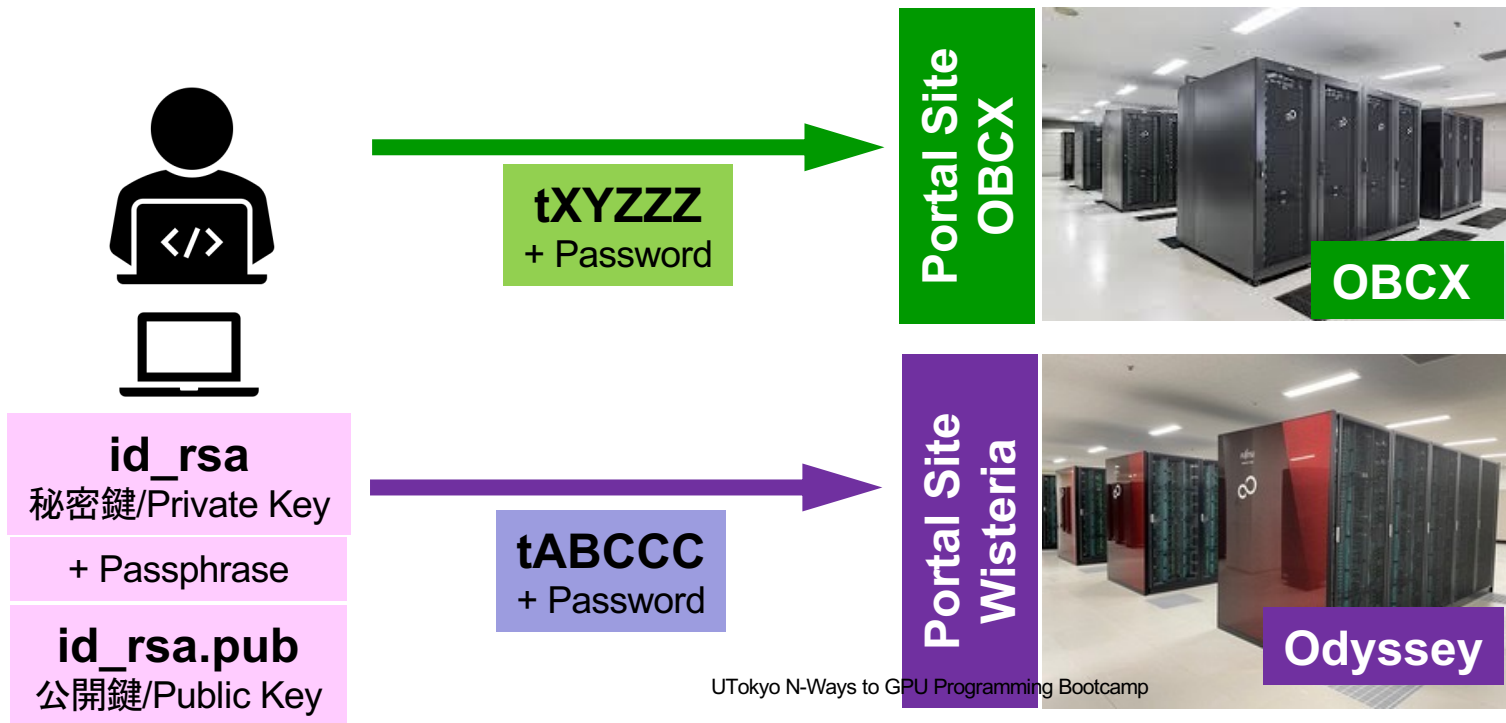 </>
id_rsa
秘密鍵/Private Key
+ Passphrase
id_rsa.pub
公開鍵/Public Key
tXYZZZ
+ Password
tABCCC
+ Password
Portal Site
OBCX
OBCX
Portal Site
Wisteria
Odyssey
UTokyo N-Ways to GPU Programming Bootcamp